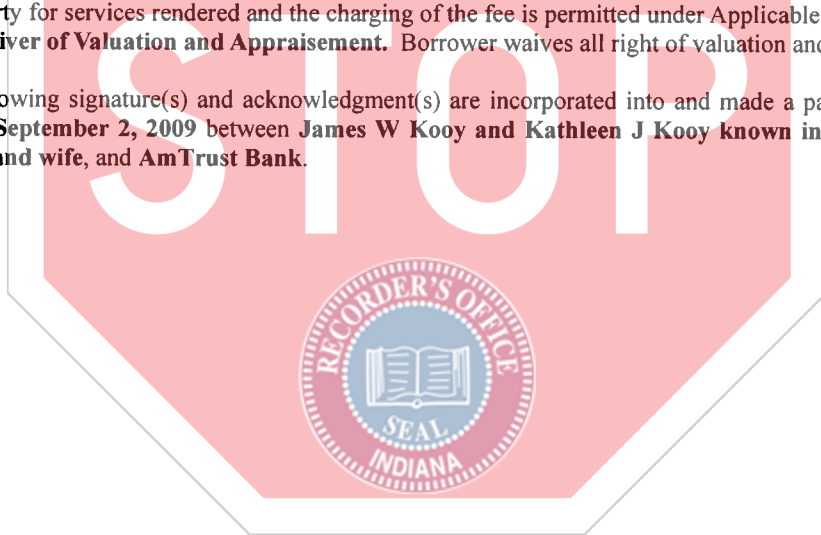 ty for services rendered and the charging of the fee is permitted under Applicable
iver of Valuation and Appraisement. Borrower waives all right of valuation and
owing signature(s) and acknowledgment(s) are incorporated into and made a pa
September 2, 2009 between James W Kooy and Kathleen J Kooy known in
and wife, and AmTrust Bank.
STOP
RECORDER'S OFFICE
SEAL
INDIANA